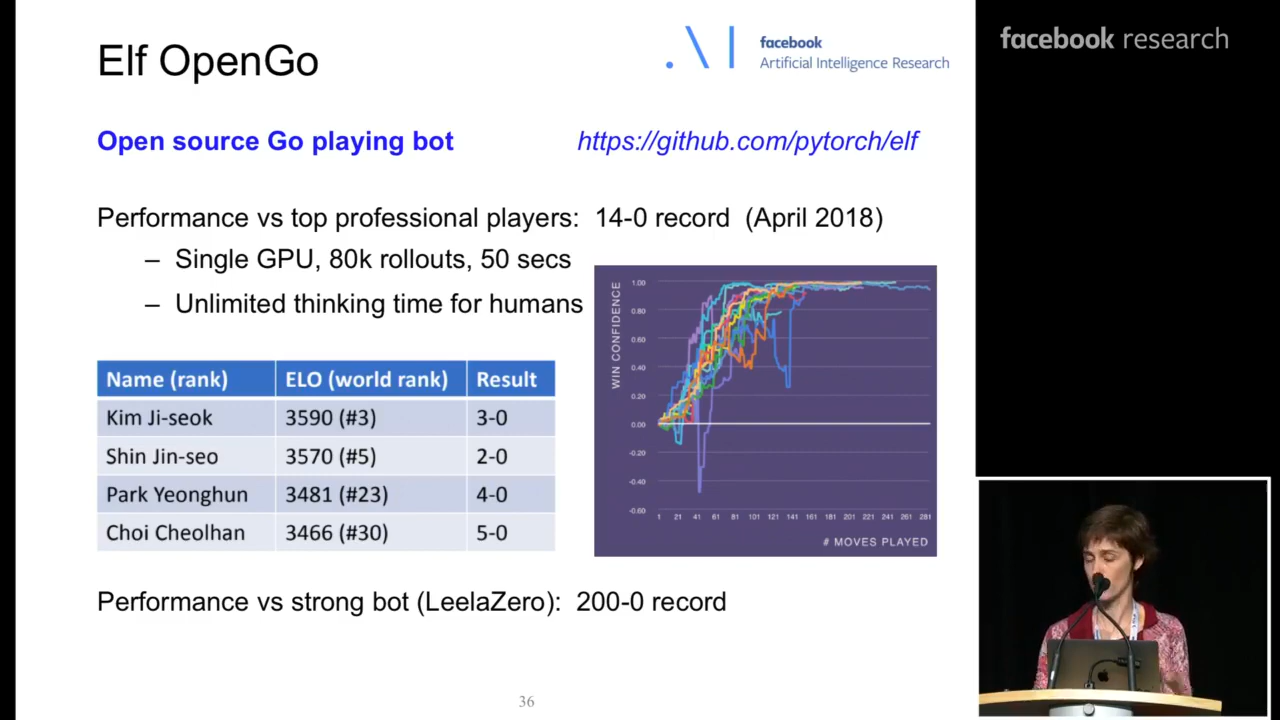 Elf OpenGo
facebook
Artificial Intelligence Research
facebook research
Open source Go playing bot
https://github.com/pytorch/elf
Performance vs top professional players: 14-0 record (April 2018)
– Single GPU, 80k rollouts, 50 secs
– Unlimited thinking time for humans
Name (rank) ELO (world rank) Result
Kim Ji-seok 3590 (#3) 3-0
Shin Jin-seo 3570 (#5) 2-0
Park Yeonghun 3481 (#23) 4-0
Choi Cheolhan 3466 (#30) 5-0
WIN CONFIDENCE
1.00
0.80
0.60
0.40
0.20
0.00
-0.20
-0.40
-0.60
1 21 41 61 81 101 121 141 161 181 201 221 241 261 281
# MOVES PLAYED
Performance vs strong bot (LeelaZero): 200-0 record
36